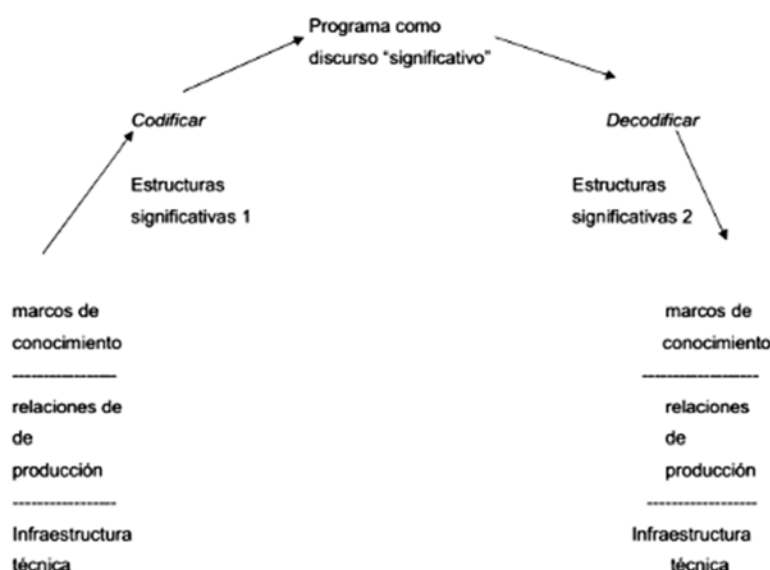 Programa como
discurso “significativo”
Codificar
Decodificar
Estructuras
significativas 1
Estructuras
significativas 2
marcos de
conocimiento
relaciones de
de
producción
Infraestructura
técnica
marcos de
conocimiento
relaciones
de
producción
Infraestructura
técnica